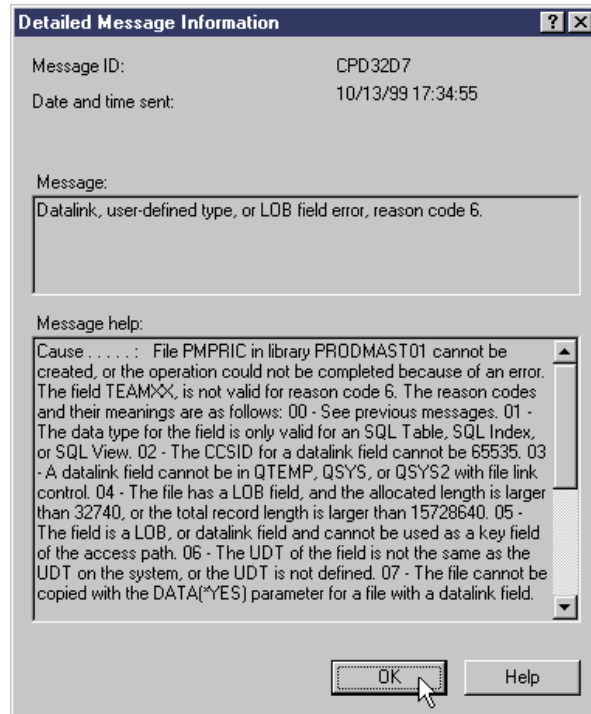 Detailed Message Information
Message ID: CPD32D7
Date and time sent: 10/13/99 17:34:55
Message:
Datalink, user-defined type, or LOB field error, reason code 6.
Message help:
Cause . . . . . : File PMPRIC in library PRODMAST01 cannot be
created, or the operation could not be completed because of an error.
The field TEAMXX, is not valid for reason code 6. The reason codes
and their meanings are as follows: 00 - See previous messages. 01 -
The data type for the field is only valid for an SQL Table, SQL Index,
or SQL View. 02 - The CCSID for a datalink field cannot be 65535. 03
- A datalink field cannot be in QTEMP, QSYS, or QSYS2 with file link
control. 04 - The file has a LOB field, and the allocated length is larger
than 32740, or the total record length is larger than 15728640. 05 -
The field is a LOB, or datalink field and cannot be used as a key field
of the access path. 06 - The UDT of the field is not the same as the
UDT on the system, or the UDT is not defined. 07 - The file cannot be
copied with the DATA(*YES) parameter for a file with a datalink field.
OK Help